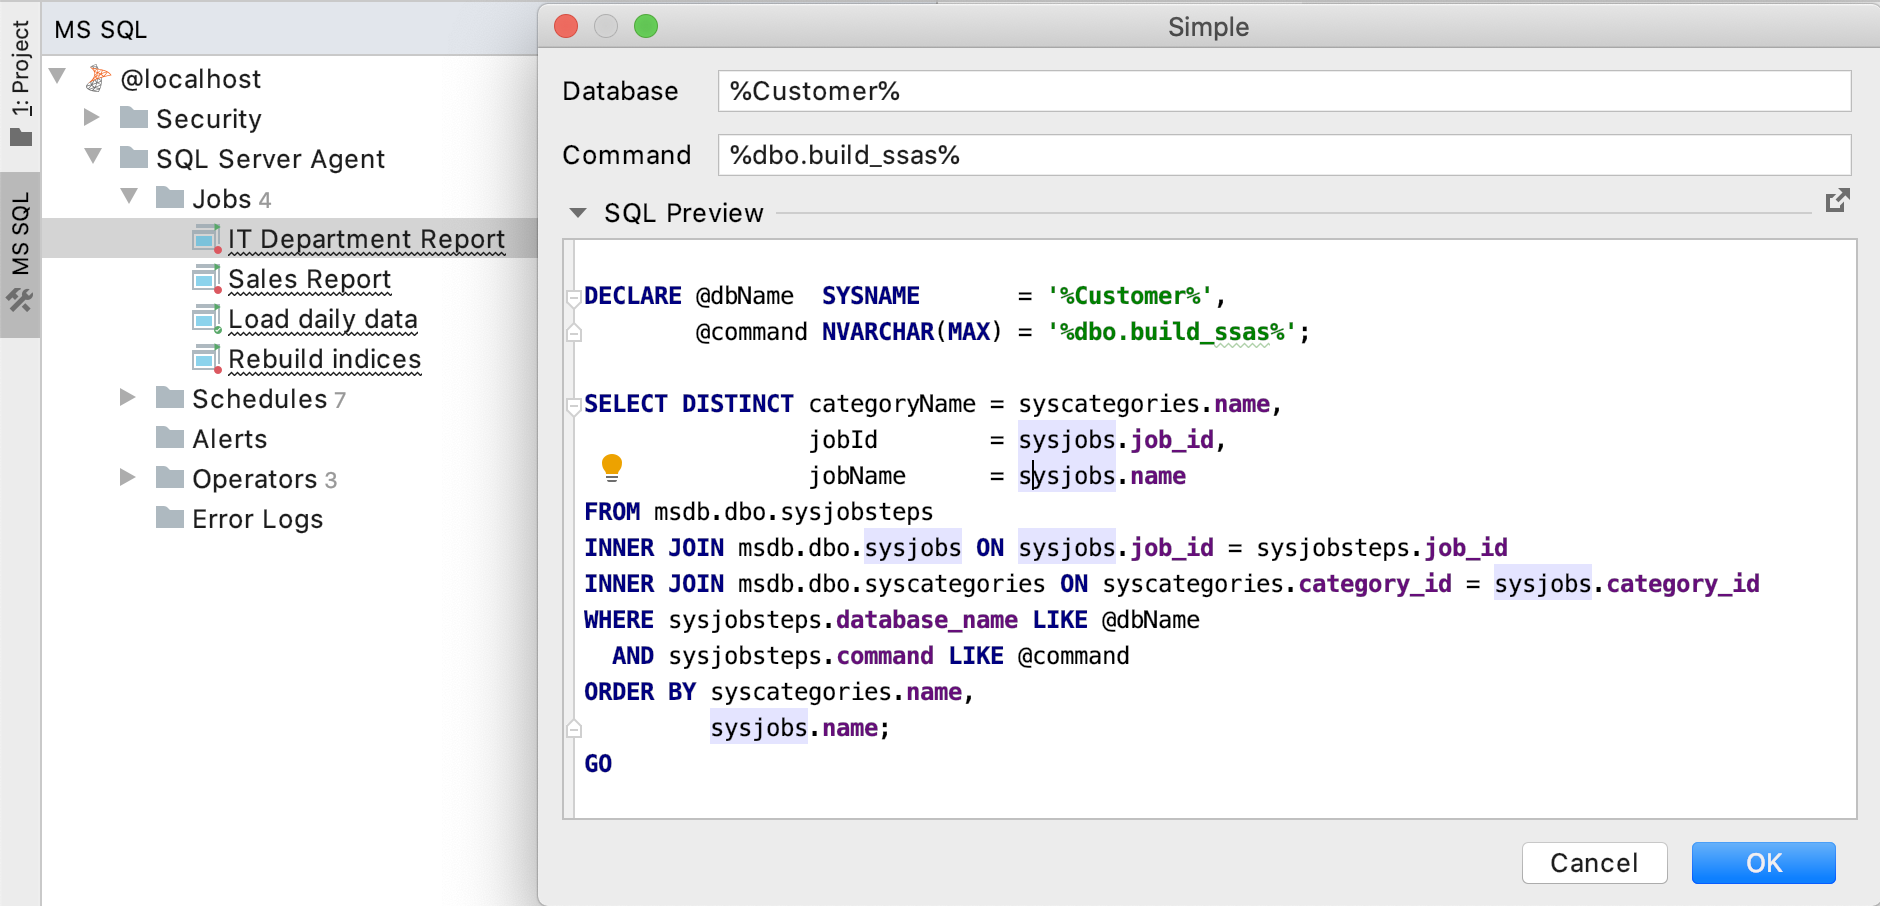 1: Project
MS SQL
MS SQL
@localhost
Security
SQL Server Agent
Jobs 4
IT Department Report
Sales Report
Load daily data
Rebuild indices
Schedules 7
Alerts
Operators 3
Error Logs
Simple
Database %Customer%
Command %dbo.build_ssas%
SQL Preview
DECLARE @dbName  SYSNAME       = '%Customer%',
        @command NVARCHAR(MAX) = '%dbo.build_ssas%';
SELECT DISTINCT categoryName = syscategories.name,
                jobId        = sysjobs.job_id,
                jobName      = sysjobs.name
FROM msdb.dbo.sysjobsteps
INNER JOIN msdb.dbo.sysjobs ON sysjobs.job_id = sysjobsteps.job_id
INNER JOIN msdb.dbo.syscategories ON syscategories.category_id = sysjobs.category_id
WHERE sysjobsteps.database_name LIKE @dbName
  AND sysjobsteps.command LIKE @command
ORDER BY syscategories.name,
         sysjobs.name;
GO
Cancel OK